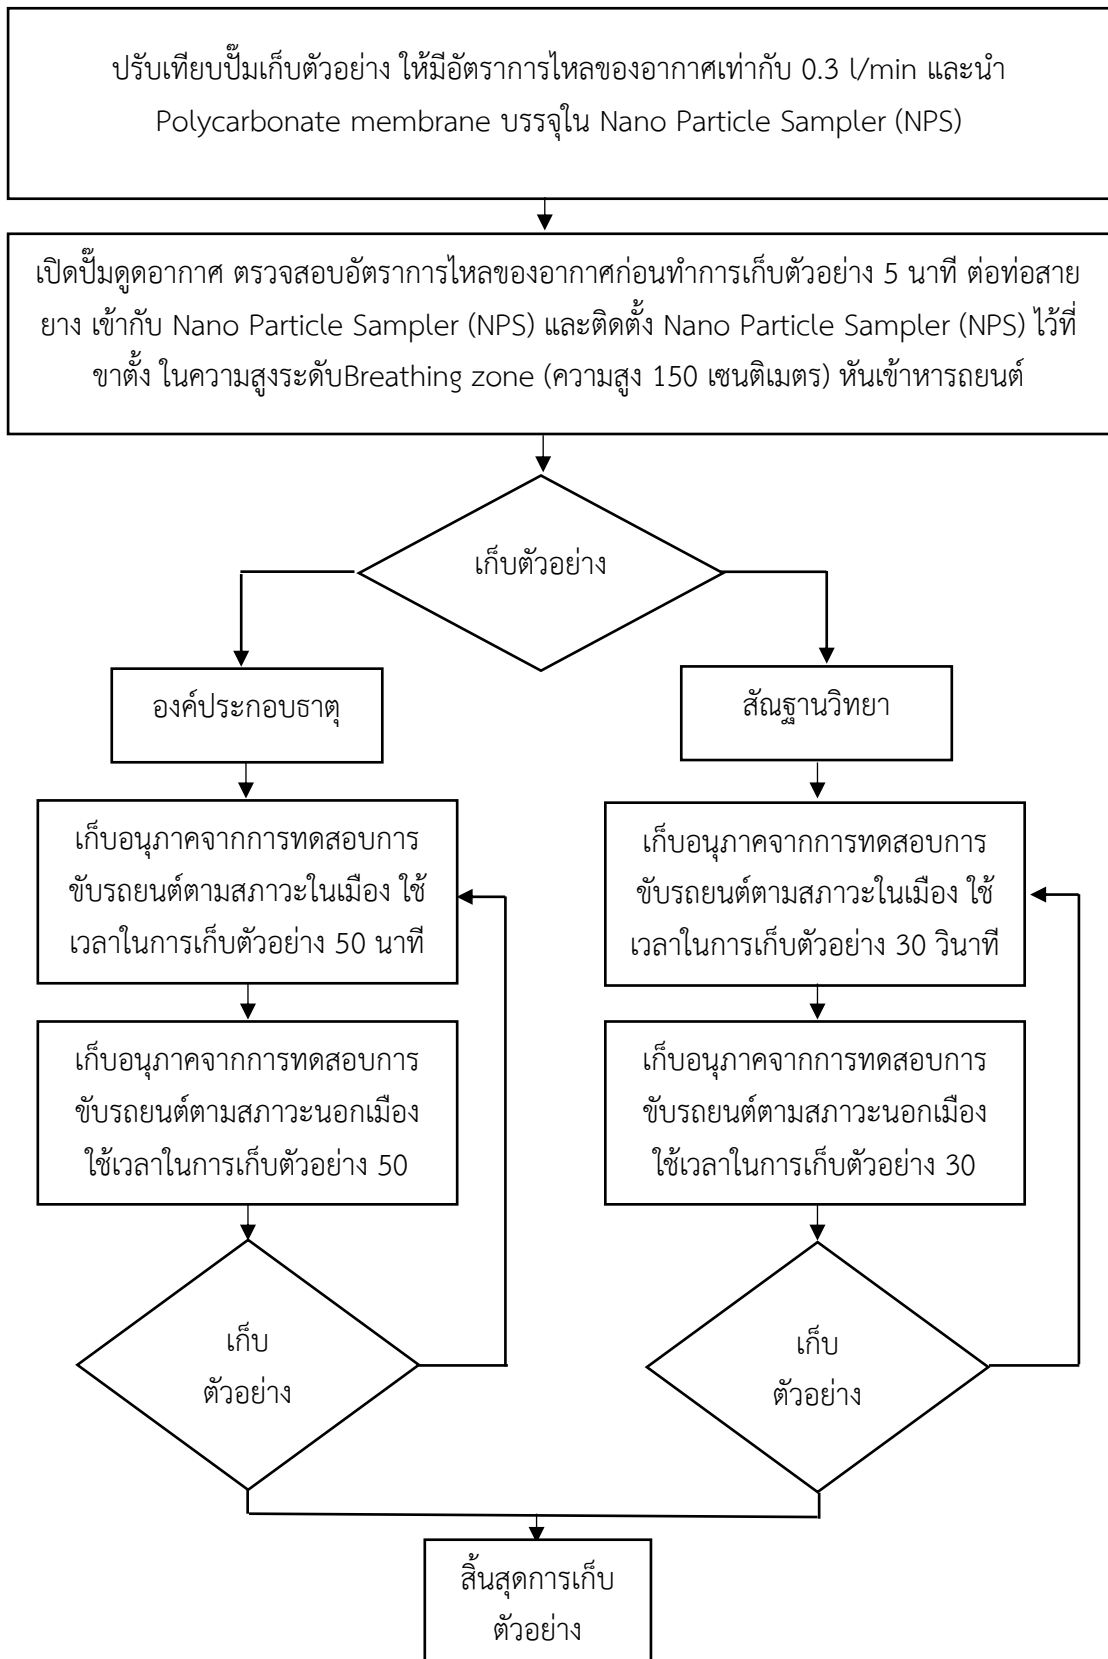 ปรับเทียบปั๊มเก็บตัวอย่าง ให้มีอัตราการไหลของอากาศเท่ากับ 0.3 l/min และนำ
Polycarbonate membrane บรรจุใน Nano Particle Sampler (NPS)
เปิดปั๊มดูดอากาศ ตรวจสอบอัตราการไหลของอากาศก่อนทำการเก็บตัวอย่าง 5 นาที ต่อท่อสาย
ยาง เข้ากับ Nano Particle Sampler (NPS) และติดตั้ง Nano Particle Sampler (NPS) ไว้ที่
ขาตั้ง ในความสูงระดับBreathing zone (ความสูง 150 เซนติเมตร) หันเข้าหารถยนต์
เก็บตัวอย่าง
องค์ประกอบธาตุ
สัณฐานวิทยา
เก็บอนุภาคจากการทดสอบการ
ขับรถยนต์ตามสภาวะในเมือง ใช้
เวลาในการเก็บตัวอย่าง 50 นาที
เก็บอนุภาคจากการทดสอบการ
ขับรถยนต์ตามสภาวะในเมือง ใช้
เวลาในการเก็บตัวอย่าง 30 วินาที
เก็บอนุภาคจากการทดสอบการ
ขับรถยนต์ตามสภาวะนอกเมือง
ใช้เวลาในการเก็บตัวอย่าง 50
เก็บอนุภาคจากการทดสอบการ
ขับรถยนต์ตามสภาวะนอกเมือง
ใช้เวลาในการเก็บตัวอย่าง 30
เก็บ
ตัวอย่าง
เก็บ
ตัวอย่าง
สิ้นสุดการเก็บ
ตัวอย่าง